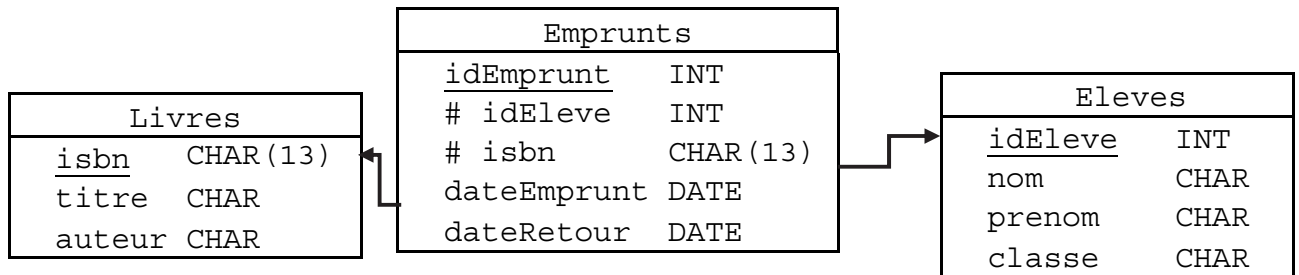 Livres
isbn CHAR(13)
titre CHAR
auteur CHAR
Emprunts
idEmprunt INT
# idEleve INT
# isbn CHAR(13)
dateEmprunt DATE
dateRetour DATE
Eleves
idEleve INT
nom CHAR
prenom CHAR
classe CHAR